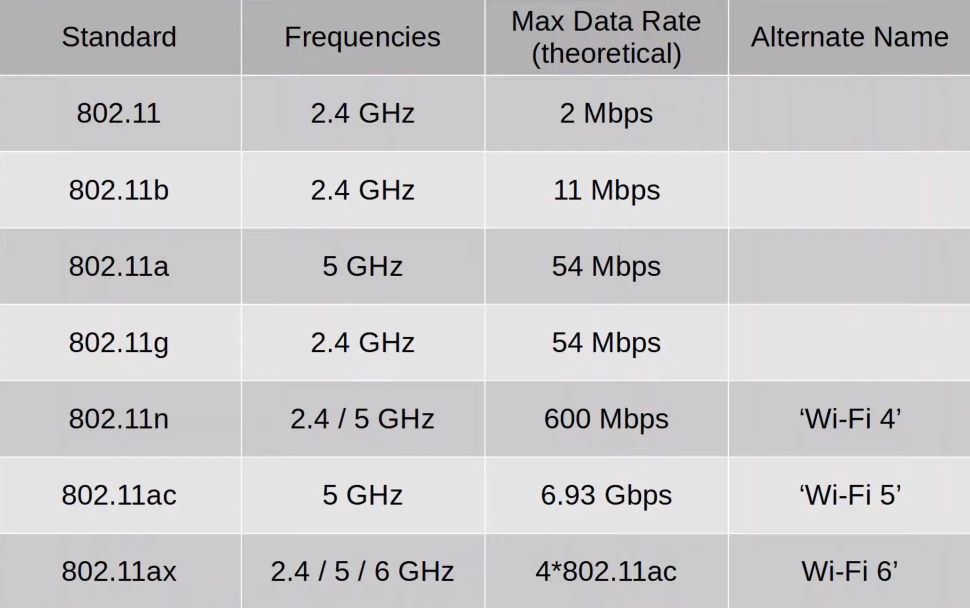 Standard Frequencies Max Data Rate (theoretical) Alternate Name
802.11 2.4 GHz 2 Mbps
802.11b 2.4 GHz 11 Mbps
802.11a 5 GHz 54 Mbps
802.11g 2.4 GHz 54 Mbps
802.11n 2.4 / 5 GHz 600 Mbps ‘Wi-Fi 4’
802.11ac 5 GHz 6.93 Gbps ‘Wi-Fi 5’
802.11ax 2.4 / 5 / 6 GHz 4*802.11ac Wi-Fi 6’